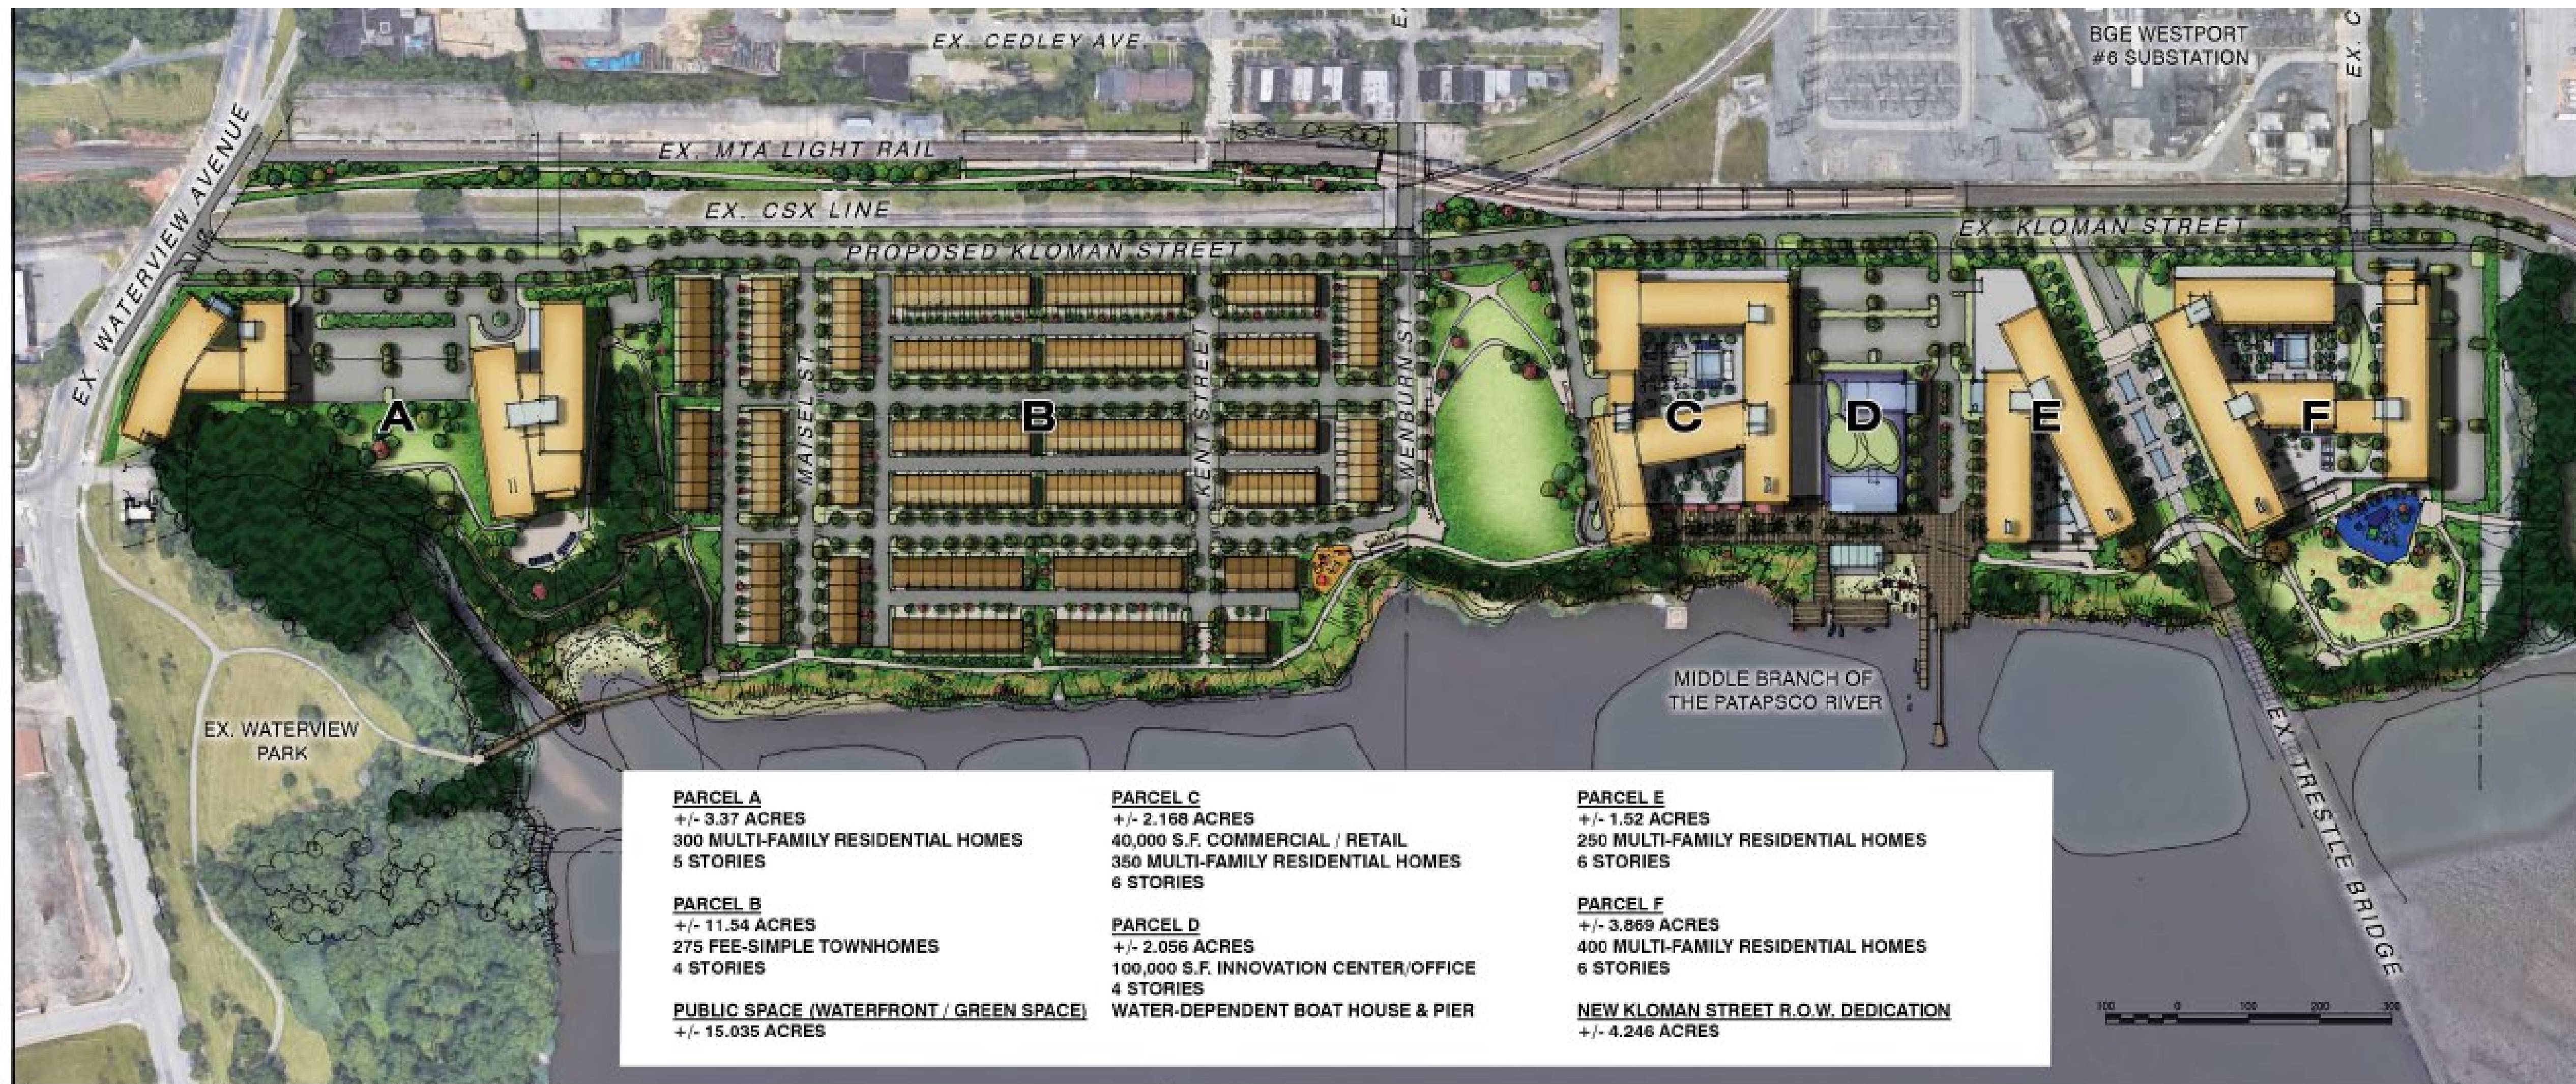 EX. CEDLEY AVE.
BGE WESTPORT
#6 SUBSTATION
EX. C
EX. WATERVIEW AVENUE
EX. MTA LIGHT RAIL
EX. CSX LINE
PROPOSED KLOMAN STREET
EX. KLOMAN STREET
MAISEL ST.
KENT STREET
WENBURN ST
A
B
C
D
E
F
MIDDLE BRANCH OF
THE PATAPSCO RIVER
EX. WATERVIEW
PARK
EX. TRESTLE BRIDGE
PARCEL A
+/- 3.37 ACRES
300 MULTI-FAMILY RESIDENTIAL HOMES
5 STORIES
PARCEL B
+/- 11.54 ACRES
275 FEE-SIMPLE TOWNHOMES
4 STORIES
PUBLIC SPACE (WATERFRONT / GREEN SPACE)
+/- 15.035 ACRES
PARCEL C
+/- 2.168 ACRES
40,000 S.F. COMMERCIAL / RETAIL
350 MULTI-FAMILY RESIDENTIAL HOMES
6 STORIES
PARCEL D
+/- 2.056 ACRES
100,000 S.F. INNOVATION CENTER/OFFICE
4 STORIES
WATER-DEPENDENT BOAT HOUSE & PIER
PARCEL E
+/- 1.52 ACRES
250 MULTI-FAMILY RESIDENTIAL HOMES
6 STORIES
PARCEL F
+/- 3.869 ACRES
400 MULTI-FAMILY RESIDENTIAL HOMES
6 STORIES
NEW KLOMAN STREET R.O.W. DEDICATION
+/- 4.246 ACRES
100 0 100 200 300